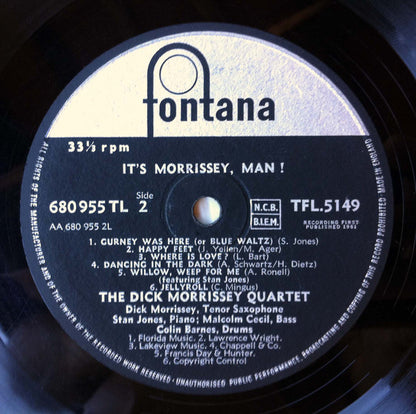 fontana
33⅓ rpm
IT'S MORRISSEY, MAN !
680 955 TL
Side
2
AA 680 955 2L
N.C.B.
B.I.E.M.
TFL.5149
RECORDING FIRST
PUBLISHED 1961
1. GURNEY WAS HERE (or BLUE WALTZ) (S. Jones)
2. HAPPY FEET (J. Yellen/M. Ager)
3. WHERE IS LOVE? (L. Bart)
4. DANCING IN THE DARK (A. Schwartz/H. Dietz)
5. WILLOW, WEEP FOR ME (A. Ronell)
(featuring Stan Jones)
6. JELLYROLL (C. Mingus)
THE DICK MORRISSEY QUARTET
Dick Morrissey, Tenor Saxophone
Stan Jones, Piano; Malcolm Cecil, Bass
Colin Barnes, Drums
1. Florida Music. 2. Lawrence Wright.
3. Lakeview Music. 4. Chappell & Co.
5. Francis Day & Hunter.
6. Copyright Control
ALL RIGHTS OF THE MANUFACTURER AND OF THE OWNER OF THE RECORDED WORK RESERVED - UNAUTHORISED PUBLIC PERFORMANCE, BROADCASTING AND COPYING OF THIS RECORD PROHIBITED MADE IN ENGLAND